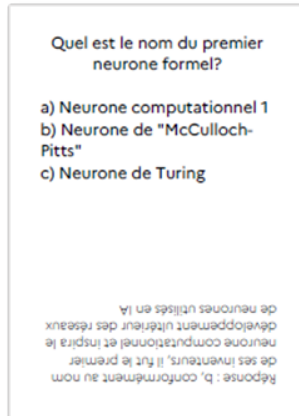 Quel est le nom du premier
neurone formel?
a) Neurone computationnel 1
b) Neurone de "McCulloch-
Pitts"
c) Neurone de Turing
Réponse : b, conformément au nom
de ses inventeurs, il fut le premier
neurone computationnel et inspira le
développement ultérieur des réseaux
de neurones utilisés en IA